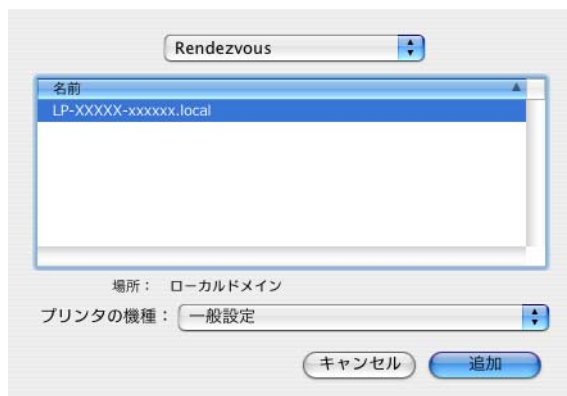 Rendezvous
名前
LP-XXXXX-xxxxxx.local
場所： ローカルドメイン
プリンタの機種： 一般設定
キャンセル 追加